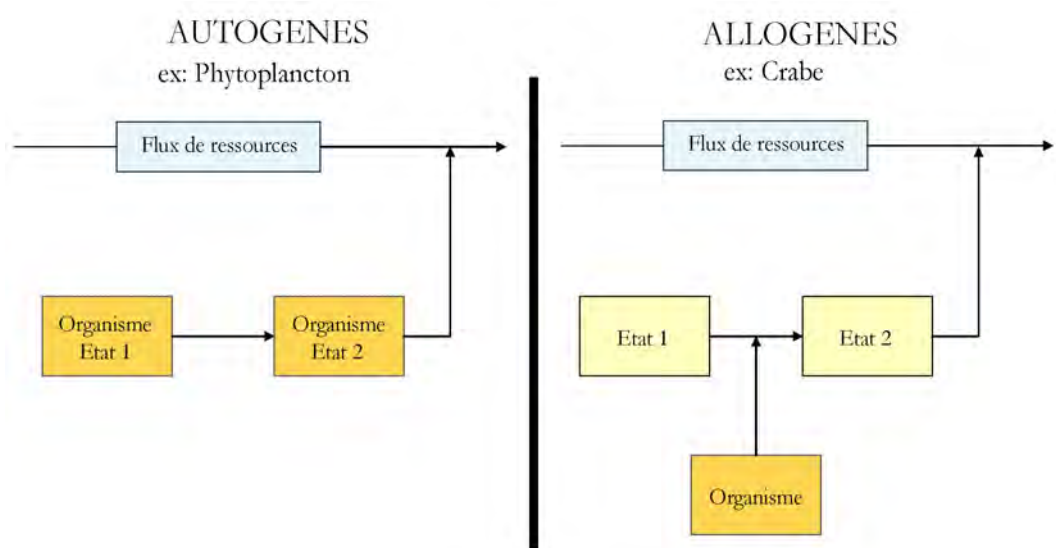 AUTOGENES
ex: Phytoplancton
Flux de ressources
Organisme
Etat 1
Organisme
Etat 2
ALLOGENES
ex: Crabe
Flux de ressources
Etat 1
Etat 2
Organisme